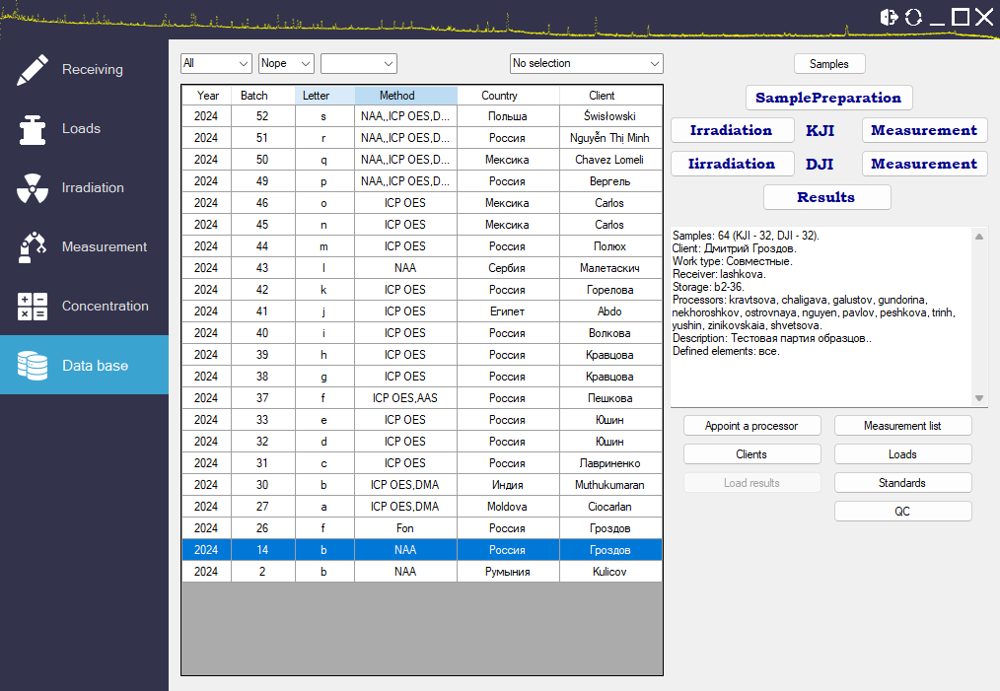 Receiving
Loads
Irradiation
Measurement
Concentration
Data base
All Nope No selection
Year Batch Letter Method Country Client
2024 52 s NAA,,ICP OES,D... Польша Świsłowski
2024 51 r NAA,,ICP OES,D... Россия Nguyễn Thị Minh
2024 50 q NAA,,ICP OES,D... Мексика Chavez Lomeli
2024 49 p NAA,,ICP OES,D... Россия Вергель
2024 46 o ICP OES Мексика Carlos
2024 45 n ICP OES Мексика Carlos
2024 44 m ICP OES Россия Полюх
2024 43 l NAA Сербия Малетаскич
2024 42 k ICP OES Россия Горелова
2024 41 j ICP OES Египет Abdo
2024 40 i ICP OES Россия Волкова
2024 39 h ICP OES Россия Кравцова
2024 38 g ICP OES Россия Кравцова
2024 37 f ICP OES,AAS Россия Пешкова
2024 33 e ICP OES Россия Юшин
2024 32 d ICP OES Россия Юшин
2024 31 c ICP OES Россия Лавриненко
2024 30 b ICP OES,DMA Индия Muthukumaran
2024 27 a ICP OES,DMA Moldova Ciocarlan
2024 26 f Fon Россия Гроздов
2024 14 b NAA Россия Гроздов
2024 2 b NAA Румыния Kulicov
Samples
SamplePreparation
Irradiation KJI Measurement
Iirradiation DJI Measurement
Results
Samples: 64 (KJI - 32, DJI - 32).
Client: Дмитрий Гроздов.
Work type: Совместные.
Receiver: lashkova.
Storage: b2-36.
Processors: kravtsova, chaligava, galustov, gundorina,
nekhoroshkov, ostrovnaya, nguyen, pavlov, peshkova, trinh,
yushin, zinikovskaia, shvetsova.
Description: Тестовая партия образцов..
Defined elements: все.
Appoint a processor Measurement list
Clients Loads
Load results Standards
QC